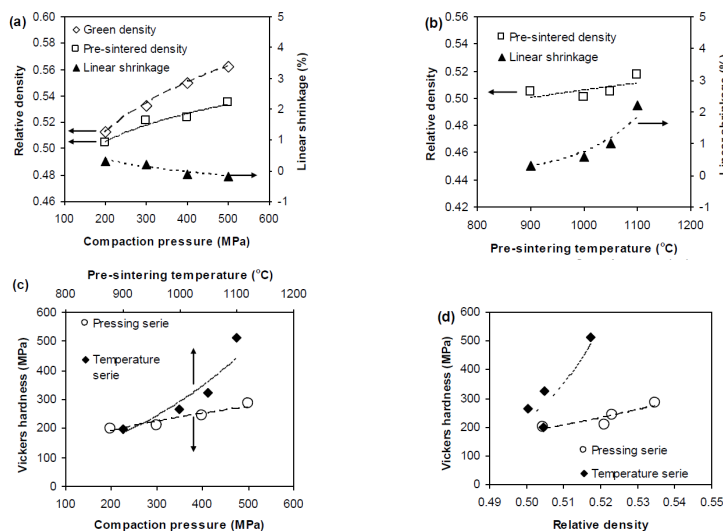 (a)
0.60
0.58
0.56
0.54
0.52
0.50
0.48
0.46
Relative density
Green density
Pre-sintered density
Linear shrinkage
5
4
3
2
1
0
-1
Linear shrinkage (%)
100 200 300 400 500 600
Compaction pressure (MPa)
(b)
0.56
0.54
0.52
0.50
0.48
0.46
0.44
0.42
Relative density
Pre-sintered density
Linear shrinkage
5
4
3
2
1
0
1
Linear shrinkage (%)
800 900 1000 1100 1200
Pre-sintering temperature (°C)
(c)
Pre-sintering temperature (°C)
800 900 1000 1100 1200
600
500
400
300
200
100
0
Vickers hardness (MPa)
Pressing serie
Temperature
serie
100 200 300 400 500 600
Compaction pressure (MPa)
(d)
600
500
400
300
200
100
0
Vickers hardness (MPa)
Pressing serie
Temperature serie
0.49 0.50 0.51 0.52 0.53 0.54 0.55
Relative density